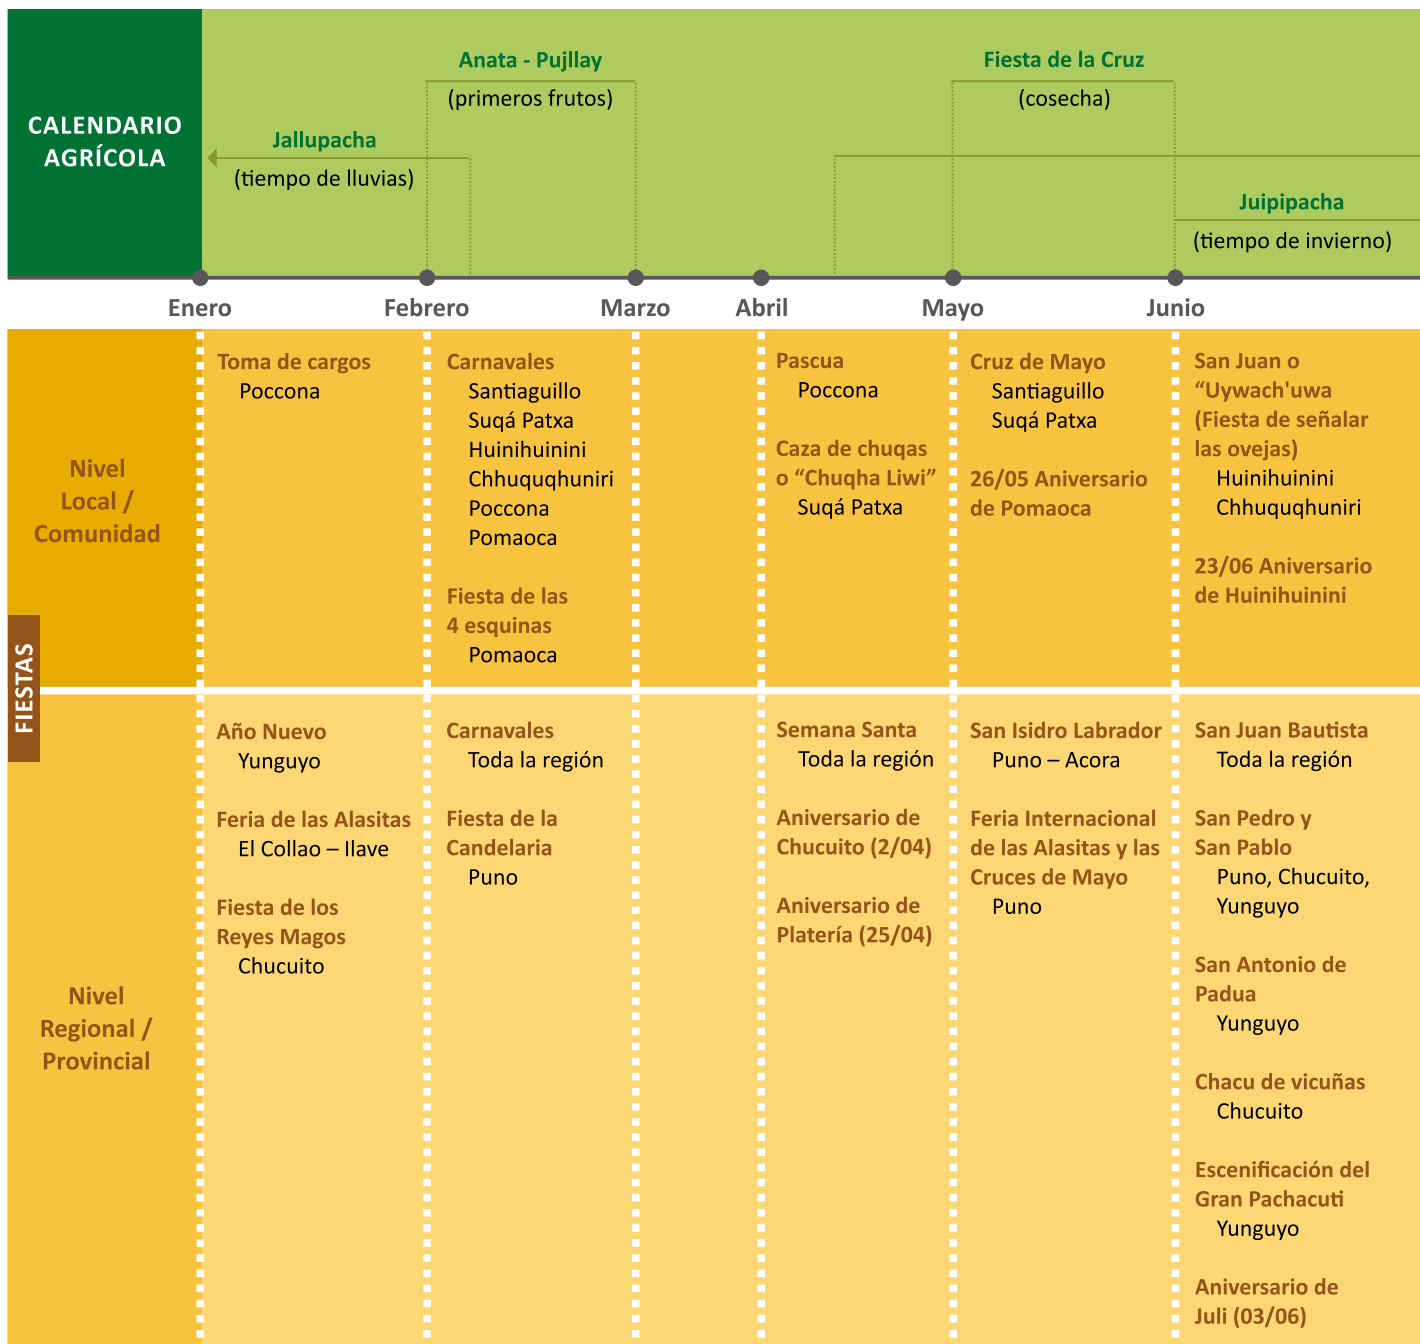 CALENDARIO
AGRÍCOLA
Anata - Pujllay
(primeros frutos)
Fiesta de la Cruz
(cosecha)
Jallupacha
(tiempo de lluvias)
Juipipacha
(tiempo de invierno)
Enero
Febrero
Marzo
Abril
Mayo
Junio
FIESTAS
Nivel
Local /
Comunidad
Toma de cargos
Poccona
Carnavales
Santiaguillo
Suqá Patxa
Huinihuinini
Chhuquqhuniri
Poccona
Pomaoca
Fiesta de las
4 esquinas
Pomaoca
Pascua
Poccona
Caza de chuqas
o “Chuqha Liwi”
Suqá Patxa
Cruz de Mayo
Santiaguillo
Suqá Patxa
26/05 Aniversario
de Pomaoca
San Juan o
“Uywach'uwa
(Fiesta de señalar
las ovejas)
Huinihuinini
Chhuquqhuniri
23/06 Aniversario
de Huinihuinini
Nivel
Regional /
Provincial
Año Nuevo
Yunguyo
Feria de las Alasitas
El Collao – Ilave
Fiesta de los
Reyes Magos
Chucuito
Carnavales
Toda la región
Fiesta de la
Candelaria
Puno
Semana Santa
Toda la región
Aniversario de
Chucuito (2/04)
Aniversario de
Platería (25/04)
San Isidro Labrador
Puno – Acora
Feria Internacional
de las Alasitas y las
Cruces de Mayo
Puno
San Juan Bautista
Toda la región
San Pedro y
San Pablo
Puno, Chucuito,
Yunguyo
San Antonio de
Padua
Yunguyo
Chacu de vicuñas
Chucuito
Escenificación del
Gran Pachacuti
Yunguyo
Aniversario de
Juli (03/06)